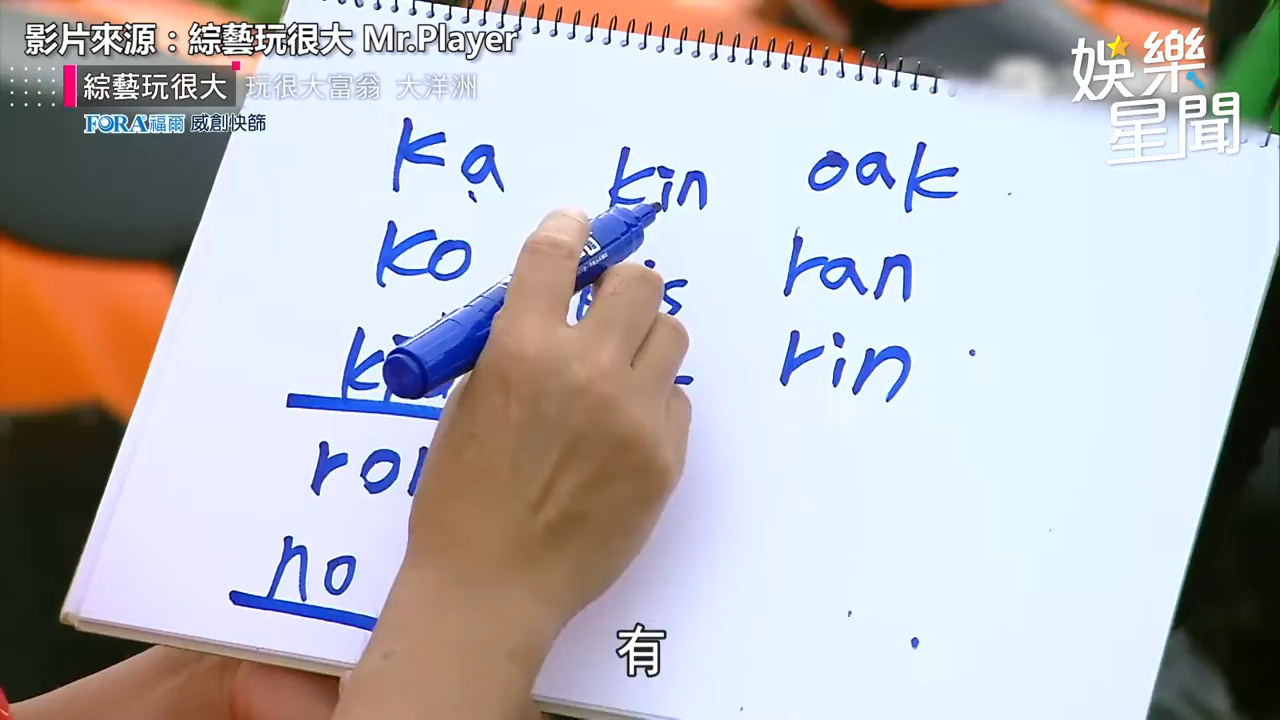 影片來源：綜藝玩很大 Mr.Player
綜藝玩很大 玩很大富翁 大洋洲
FORA福爾 威創快篩
娛樂
星聞
ka kin oak
ko ran
rin
no
有